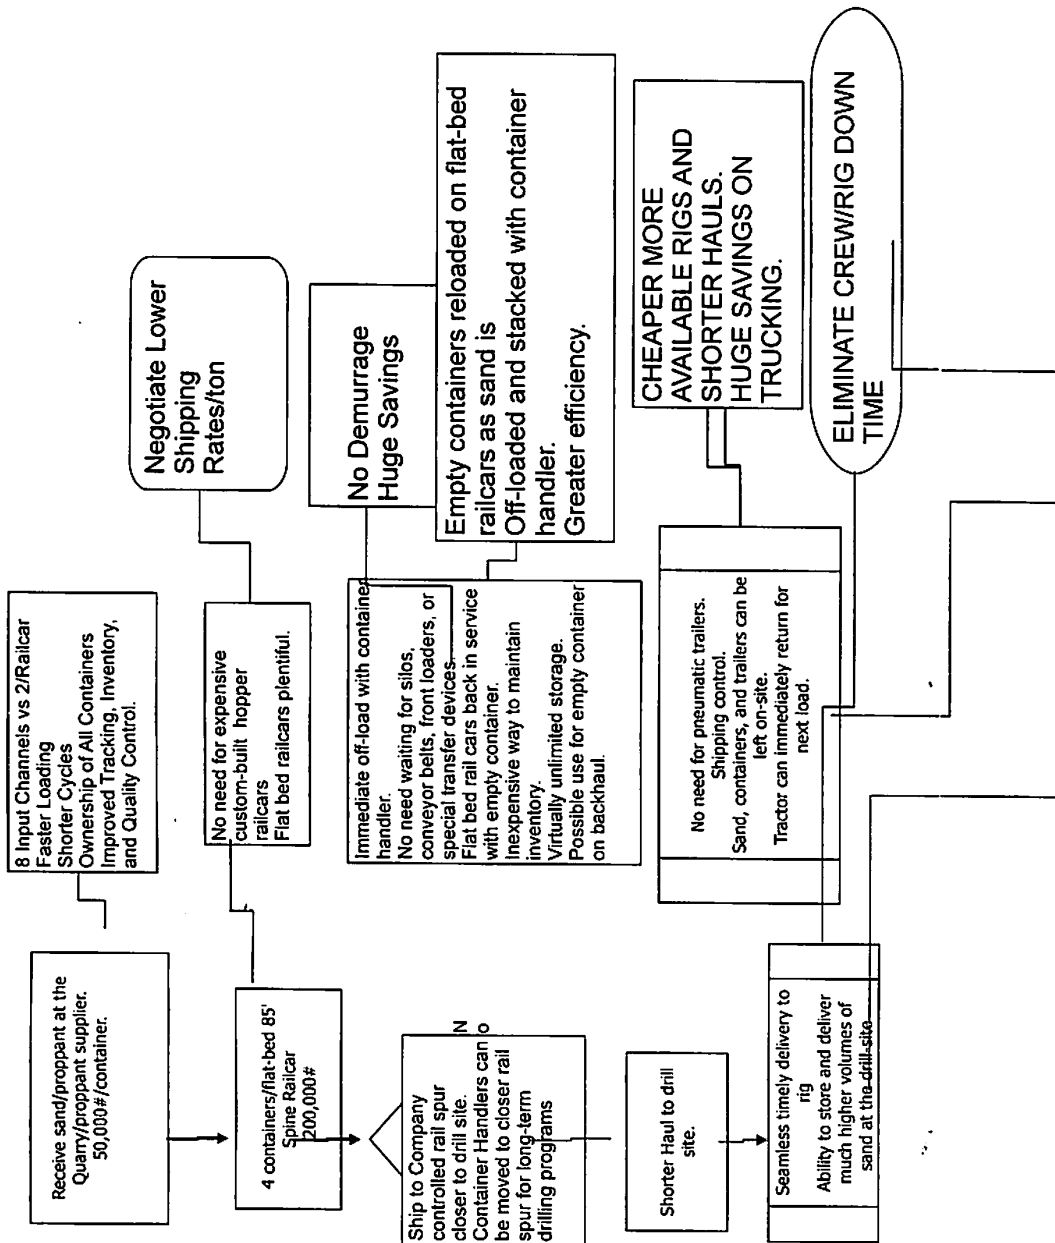 Receive sand/proppant at the
Quarry/proppant supplier.
50,000#/container.
8 Input Channels vs 2/Railcar
Faster Loading
Shorter Cycles
Ownership of All Containers
Improved Tracking, Inventory,
and Quality Control.
4 containers/flat-bed 85'
Spine Railcar
200,000#
No need for expensive
custom-built hopper
railcars
Flat bed railcars plentiful.
Negotiate Lower
Shipping
Rates/ton
Ship to Company
controlled rail spur
closer to drill site.
Container Handlers can
be moved to closer rail
spur for long-term
drilling programs
N
o
Immediate off-load with container
handler.
No need waiting for silos,
conveyor belts, front loaders, or
special transfer devices.
Flat bed rail cars back in service
with empty container.
Inexpensive way to maintain
inventory.
Virtually unlimited storage.
Possible use for empty container
on backhaul.
No Demurrage
Huge Savings
Empty containers reloaded on flat-bed
railcars as sand is
Off-loaded and stacked with container
handler.
Greater efficiency.
Shorter Haul to drill
site.
No need for pneumatic trailers.
Shipping control.
Sand, containers, and trailers can be
left on-site.
Tractor can immediately return for
next load.
CHEAPER MORE
AVAILABLE RIGS AND
SHORTER HAULS.
HUGE SAVINGS ON
TRUCKING.
Seamless timely delivery to
rig
Ability to store and deliver
much higher volumes of
sand at the drill-site
ELIMINATE CREW/RIG DOWN
TIME